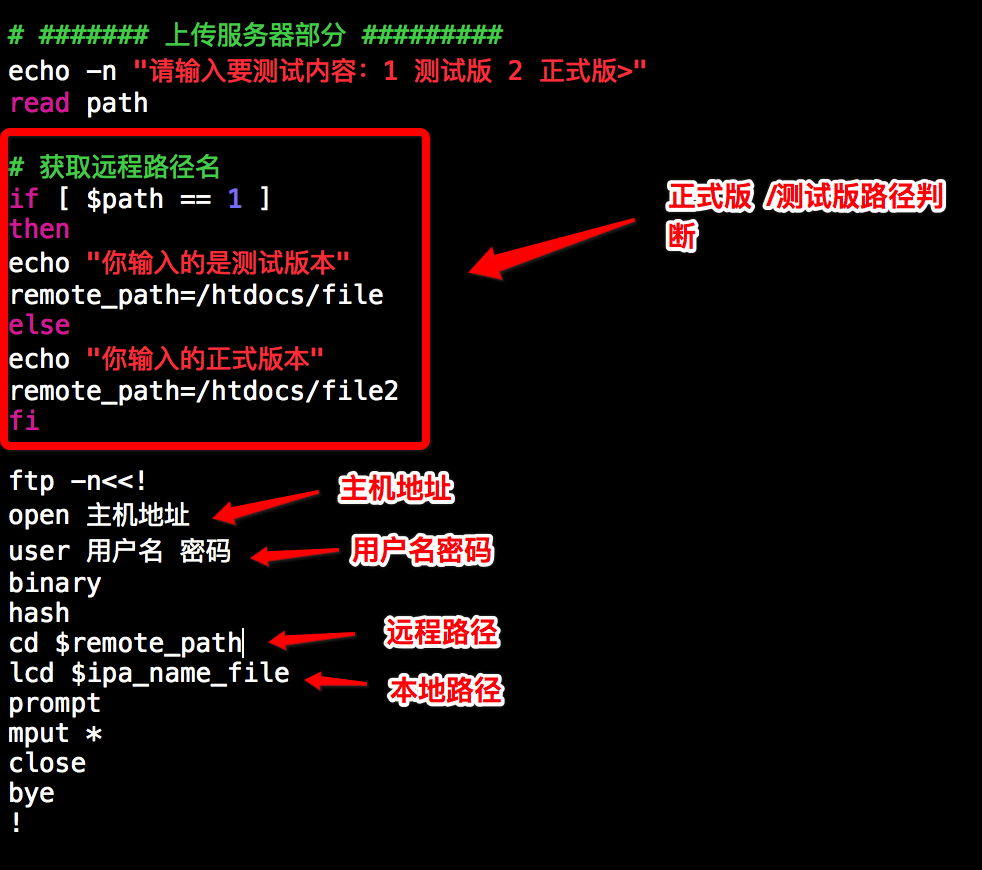 # ####### 上传服务器部分 #########
echo -n "请输入要测试内容：1 测试版 2 正式版>"
read path
# 获取远程路径名
if [ $path == 1 ]
then
echo "你输入的是测试版本"
remote_path=/htdocs/file
else
echo "你输入的正式版本"
remote_path=/htdocs/file2
fi
正式版 /测试版路径判
断
ftp -n<<!
主机地址
open 主机地址
user 用户名 密码
用户名密码
binary
hash
cd $remote_path
远程路径
lcd $ipa_name_file
本地路径
prompt
mput *
close
bye
!